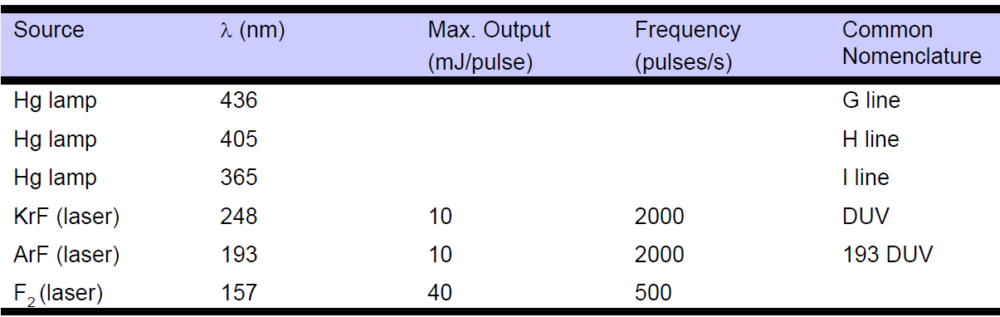 Source λ (nm) Max. Output (mJ/pulse) Frequency (pulses/s) Common Nomenclature
Hg lamp 436 G line
Hg lamp 405 H line
Hg lamp 365 I line
KrF (laser) 248 10 2000 DUV
ArF (laser) 193 10 2000 193 DUV
F2 (laser) 157 40 500